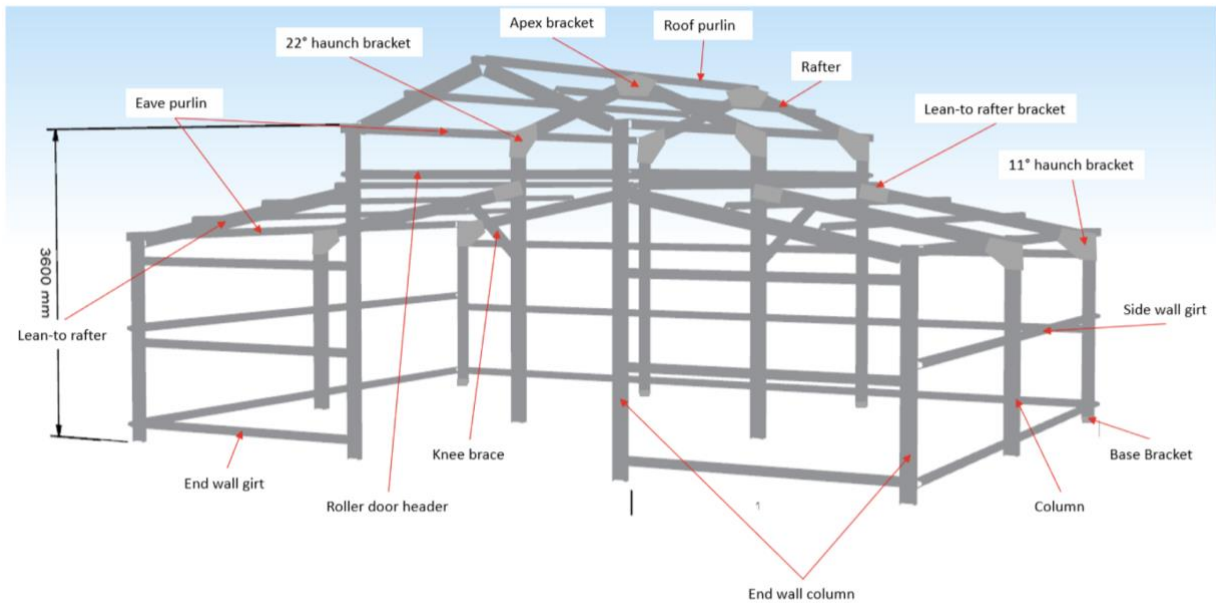 Apex bracket
Roof purlin
22° haunch bracket
Rafter
Eave purlin
Lean-to rafter bracket
11° haunch bracket
3600 mm
Side wall girt
Lean-to rafter
Knee brace
Base Bracket
End wall girt
Roller door header
Column
End wall column